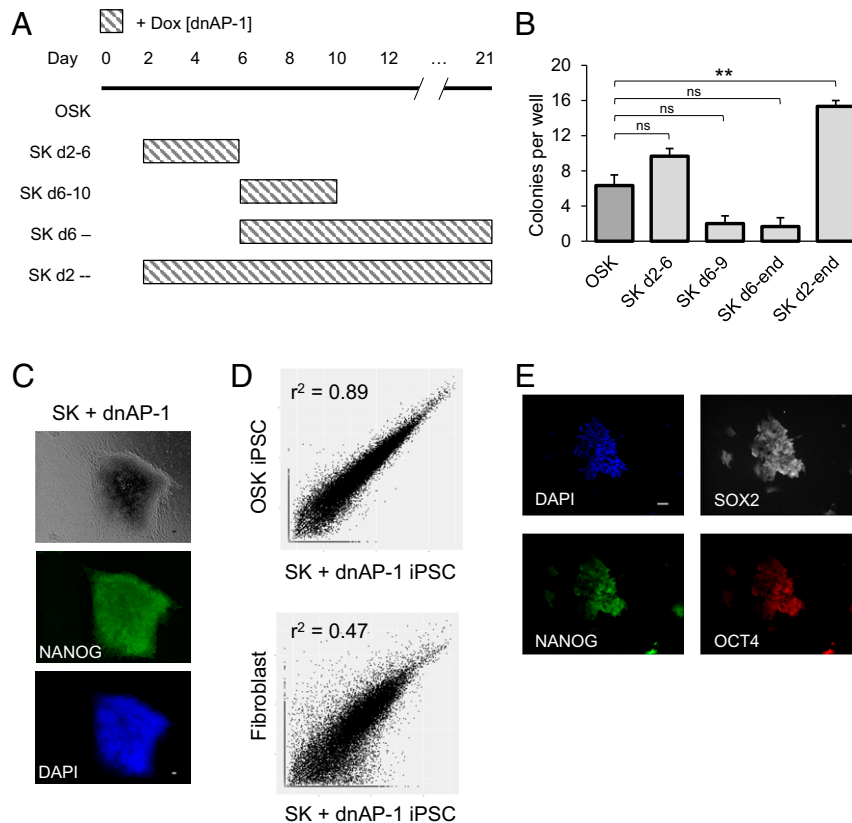 A
+ Dox [dnAP-1]
Day 0 2 4 6 8 10 12 ... 21
OSK
SK d2-6
SK d6-10
SK d6 –
SK d2 --
B
Colonies per well
20
16
12
8
4
0
**
ns
ns
ns
OSK
SK d2-6
SK d6-9
SK d6-end
SK d2-end
C
SK + dnAP-1
NANOG
DAPI
D
r² = 0.89
OSK iPSC
SK + dnAP-1 iPSC
r² = 0.47
Fibroblast
SK + dnAP-1 iPSC
E
DAPI
SOX2
NANOG
OCT4